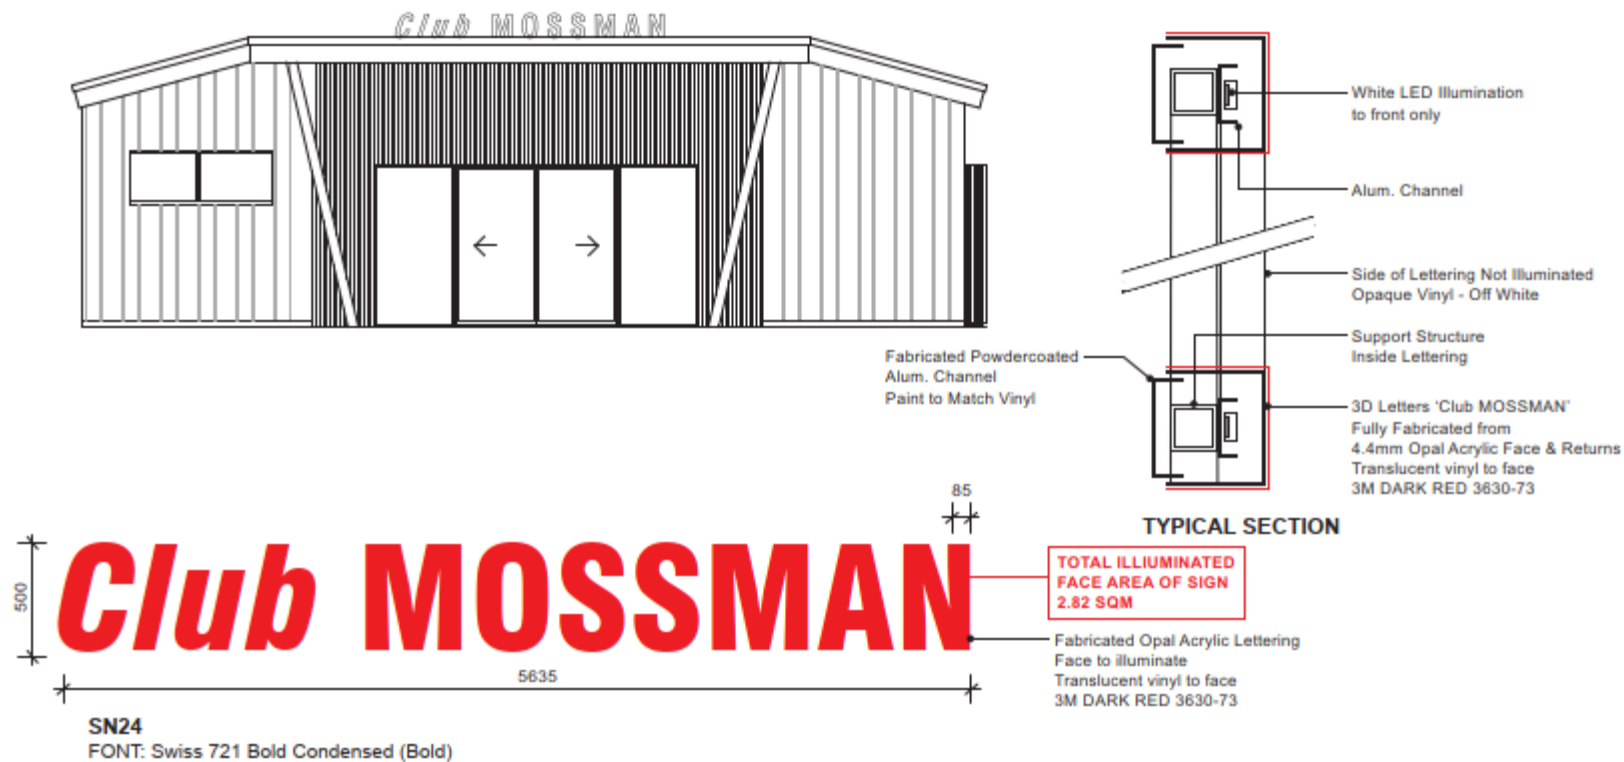 Club MOSSMAN
White LED Illumination
to front only
Alum. Channel
Side of Lettering Not Illuminated
Opaque Vinyl - Off White
Support Structure
Inside Lettering
Fabricated Powdercoated
Alum. Channel
Paint to Match Vinyl
3D Letters ‘Club MOSSMAN’
Fully Fabricated from
4.4mm Opal Acrylic Face & Returns
Translucent vinyl to face
3M DARK RED 3630-73
TYPICAL SECTION
85
500
Club MOSSMAN
5635
TOTAL ILLIUMINATED
FACE AREA OF SIGN
2.82 SQM
Fabricated Opal Acrylic Lettering
Face to illuminate
Translucent vinyl to face
3M DARK RED 3630-73
SN24
FONT: Swiss 721 Bold Condensed (Bold)